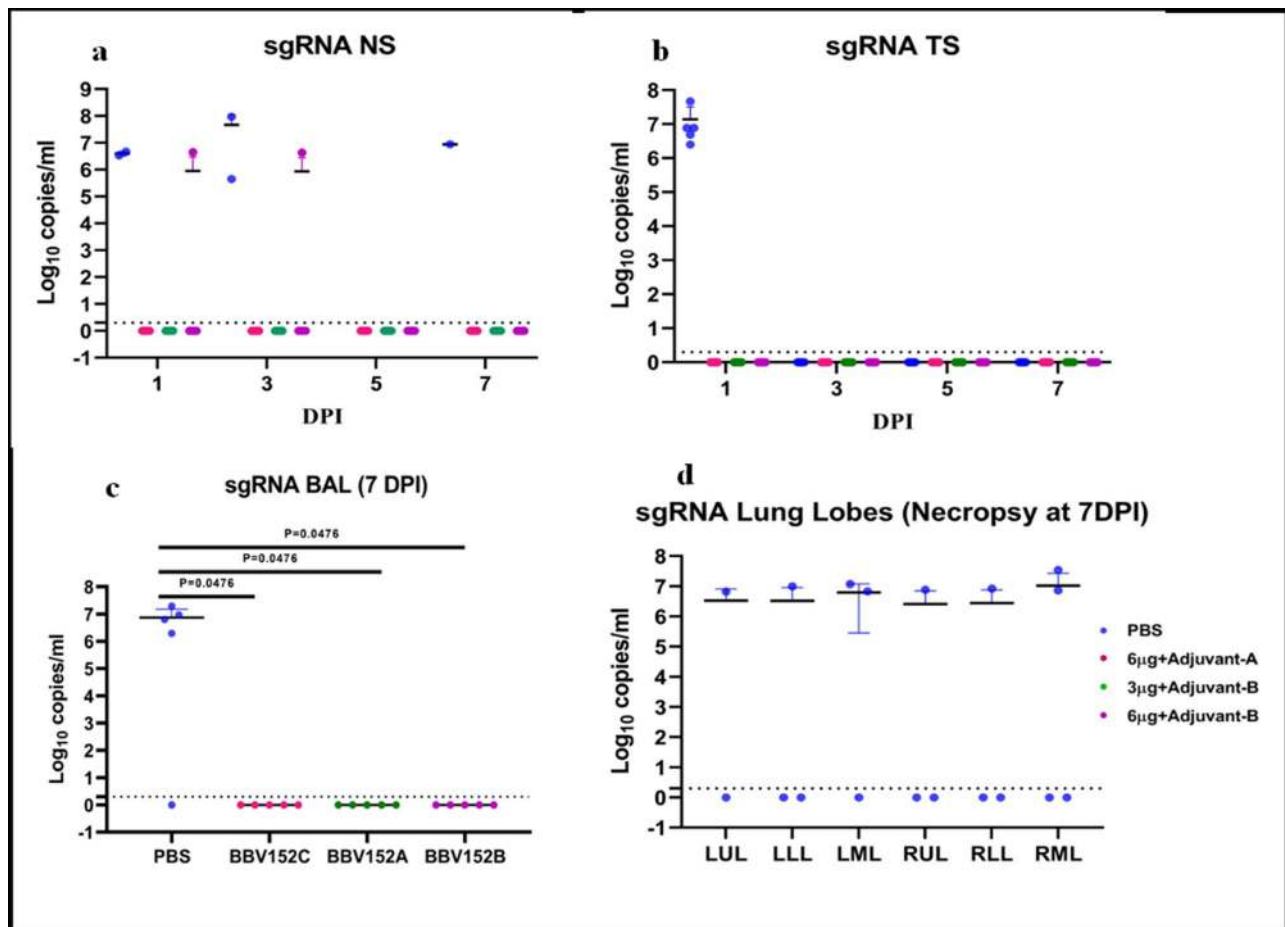 a
sgRNA NS
Log10 copies/ml
9
8
7
6
5
4
3
2
1
0
-1
1 3 5 7
DPI
b
sgRNA TS
Log10 copies/ml
8
7
6
5
4
3
2
1
0
1 3 5 7
DPI
c
sgRNA BAL (7 DPI)
P=0.0476
P=0.0476
P=0.0476
Log10 copies/ml
8
7
6
5
4
3
2
1
0
-1
PBS BBV152C BBV152A BBV152B
d
sgRNA Lung Lobes (Necropsy at 7DPI)
Log10 copies/ml
8
7
6
5
4
3
2
1
0
-1
LUL LLL LML RUL RLL RML
PBS
6µg+Adjuvant-A
3µg+Adjuvant-B
6µg+Adjuvant-B